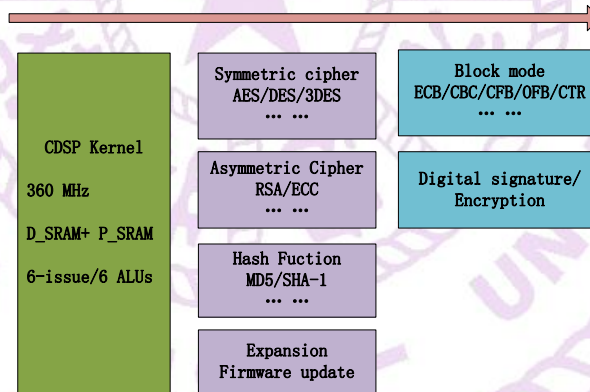 CDSP Kernel
360 MHz
D_SRAM+ P_SRAM
6-issue/6 ALUs
Symmetric cipher
AES/DES/3DES
... ...
Asymmetric Cipher
RSA/ECC
... ...
Hash Fuction
MD5/SHA-1
... ...
Expansion
Firmware update
Block mode
ECB/CBC/CFB/OFB/CTR
... ...
Digital signature/
Encryption